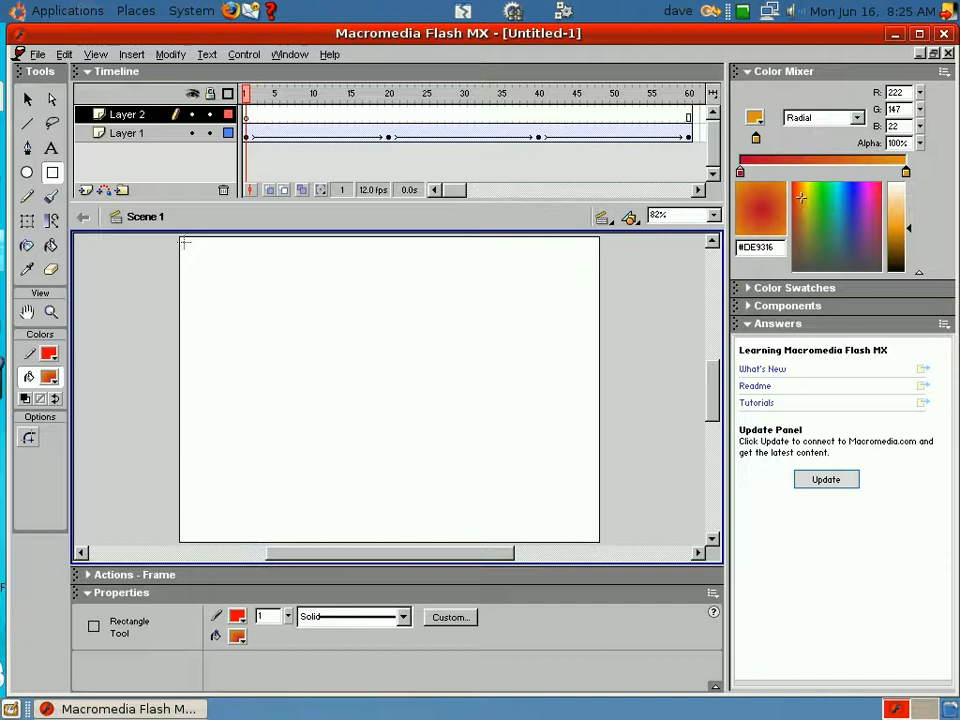 Applications Places System dave Mon Jun 16, 8:25 AM
Macromedia Flash MX - [Untitled-1]
File Edit View Insert Modify Text Control Window Help
Tools
Timeline
Color Mixer
1 5 10 15 20 25 30 35 40 45 50 55 60
Layer 2
Layer 1
R: 222
G: 147
B: 22
Radial
Alpha: 100%
1 12.0 fps 0.0s
Scene 1
82%
#DE9316
View
Colors
Options
Color Swatches
Components
Answers
Learning Macromedia Flash MX
What's New
Readme
Tutorials
Update Panel
Click Update to connect to Macromedia.com and
get the latest content.
Update
Actions - Frame
Properties
Rectangle
Tool
1 Solid Custom...
?
Macromedia Flash M...